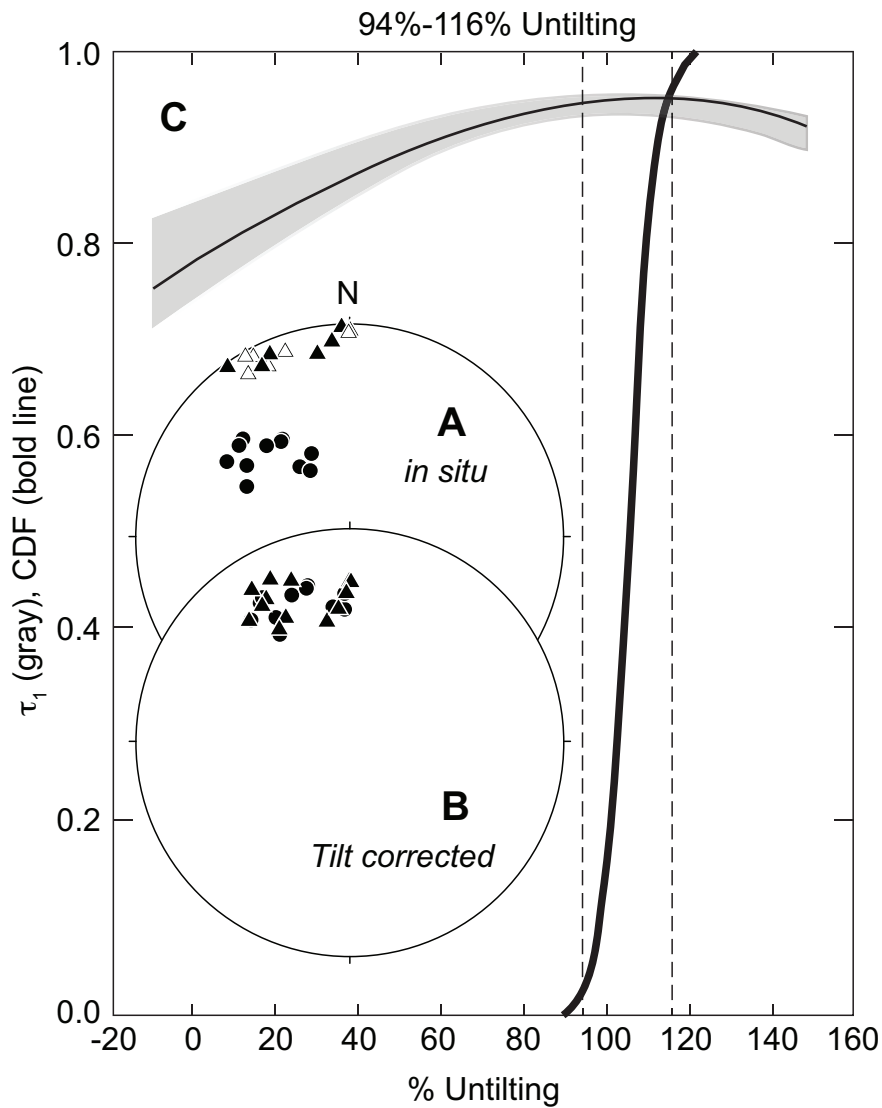 94%-116% Untilting
1.0
C
0.8
N
0.6
A
in situ
0.4
B
Tilt corrected
0.2
0.0
-20 0 20 40 60 80 100 120 140 160
% Untilting
τ1 (gray), CDF (bold line)